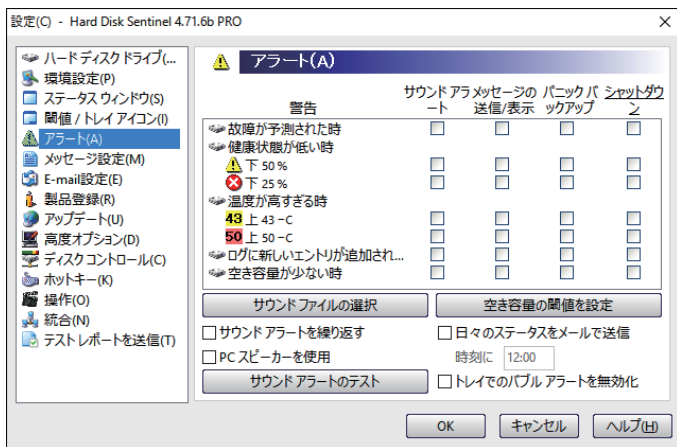 設定(C) - Hard Disk Sentinel 4.71.6b PRO
ハード ディスク ドライブ(...
環境設定(P)
ステータス ウィンドウ(S)
閾値 / トレイ アイコン(I)
アラート(A)
メッセージ設定(M)
E-mail設定(E)
製品登録(R)
アップデート(U)
高度オプション(D)
ディスク コントロール(C)
ホットキー(K)
操作(O)
統合(N)
テスト レポートを送信(T)
アラート(A)
警告
サウンド アラート
メッセージの送信/表示
パニック バックアップ
シャットダウン
故障が予測された時
健康状態が低い時
下 50 %
下 25 %
温度が高すぎる時
43 上 43 -C
50 上 50 -C
ログに新しいエントリが追加され...
空き容量が少ない時
サウンド ファイルの選択
空き容量の閾値を設定
サウンド アラートを繰り返す
日々のステータスをメールで送信
PC スピーカーを使用
時刻に 12:00
サウンド アラートのテスト
トレイでのバブル アラートを無効化
OK
キャンセル
ヘルプ(H)